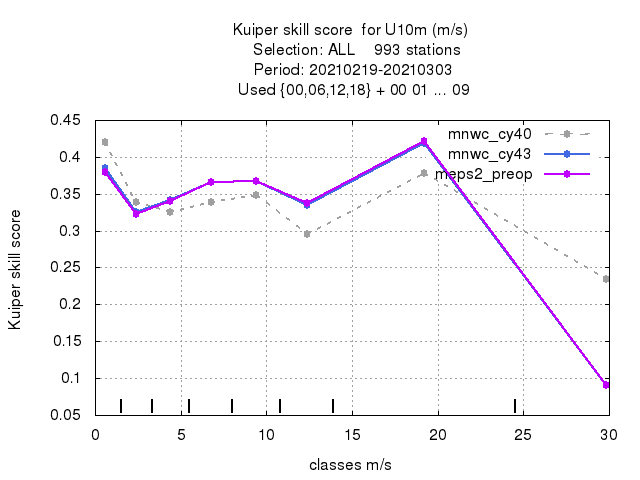 Kuiper skill score  for U10m (m/s)
Selection: ALL    993 stations
Period: 20210219-20210303
Used {00,06,12,18} + 00 01 ... 09
mnwc_cy40
mnwc_cy43
meps2_preop
Kuiper skill score
0.45
0.4
0.35
0.3
0.25
0.2
0.15
0.1
0.05
0 5 10 15 20 25 30
classes m/s